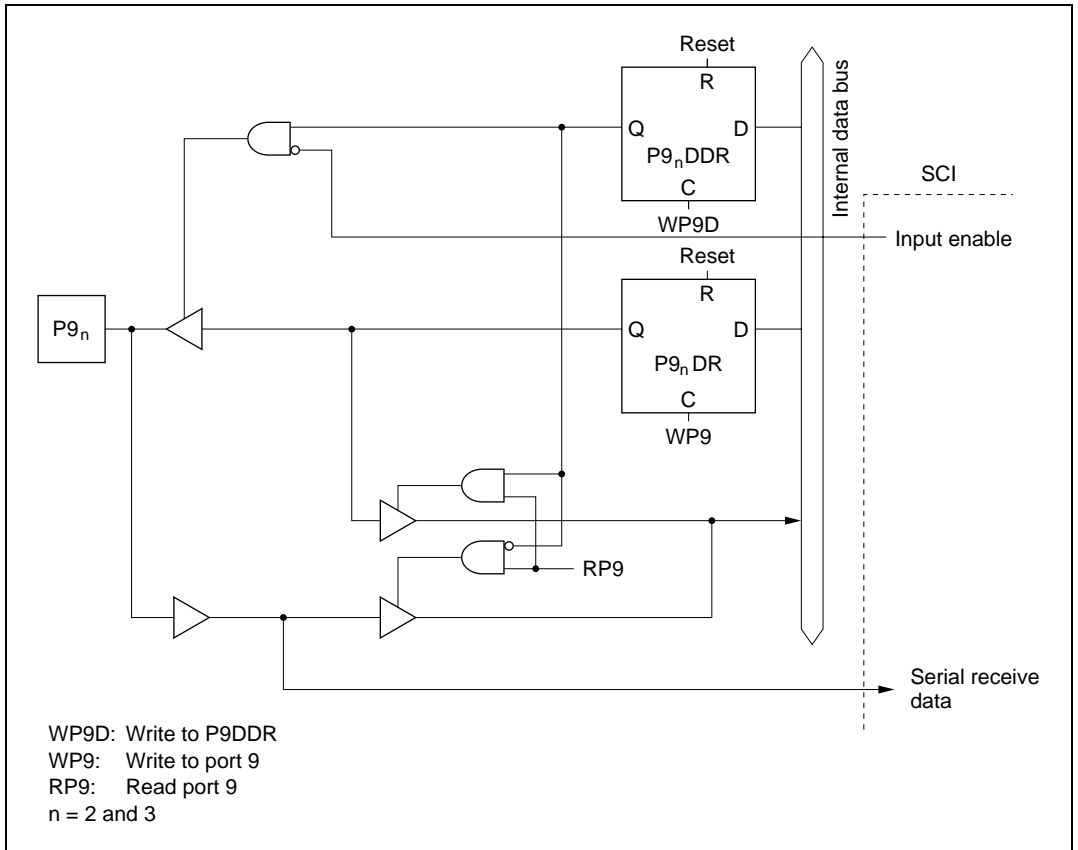 Reset
R
Q
D
P9nDDR
C
WP9D
Internal data bus
SCI
Input enable
Reset
R
P9n
Q
D
P9nDR
C
WP9
RP9
Serial receive
data
WP9D: Write to P9DDR
WP9: Write to port 9
RP9: Read port 9
n = 2 and 3